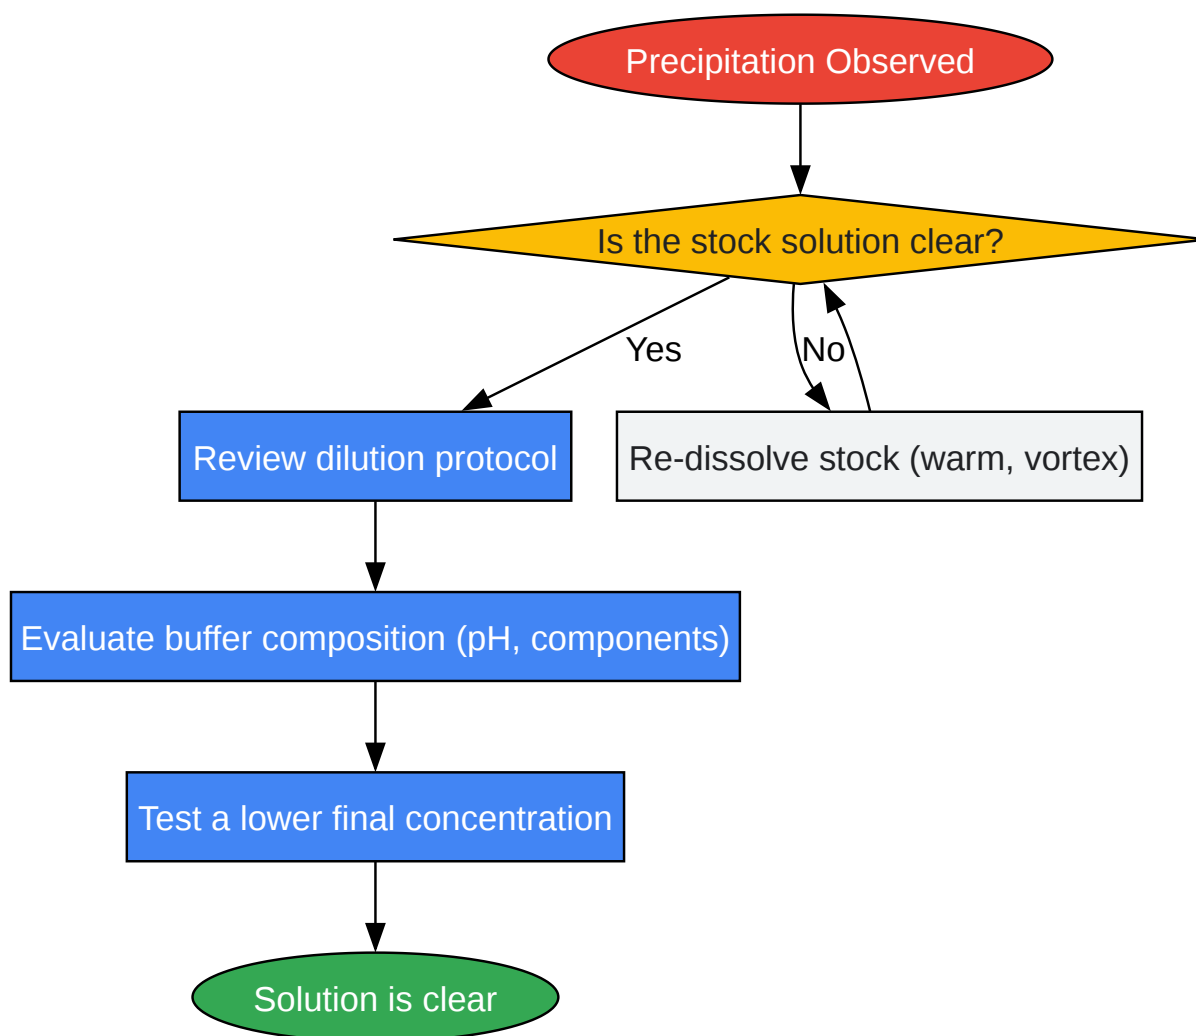 Precipitation Observed
Is the stock solution clear?
Yes
No
Review dilution protocol
Re-dissolve stock (warm, vortex)
Evaluate buffer composition (pH, components)
Test a lower final concentration
Solution is clear